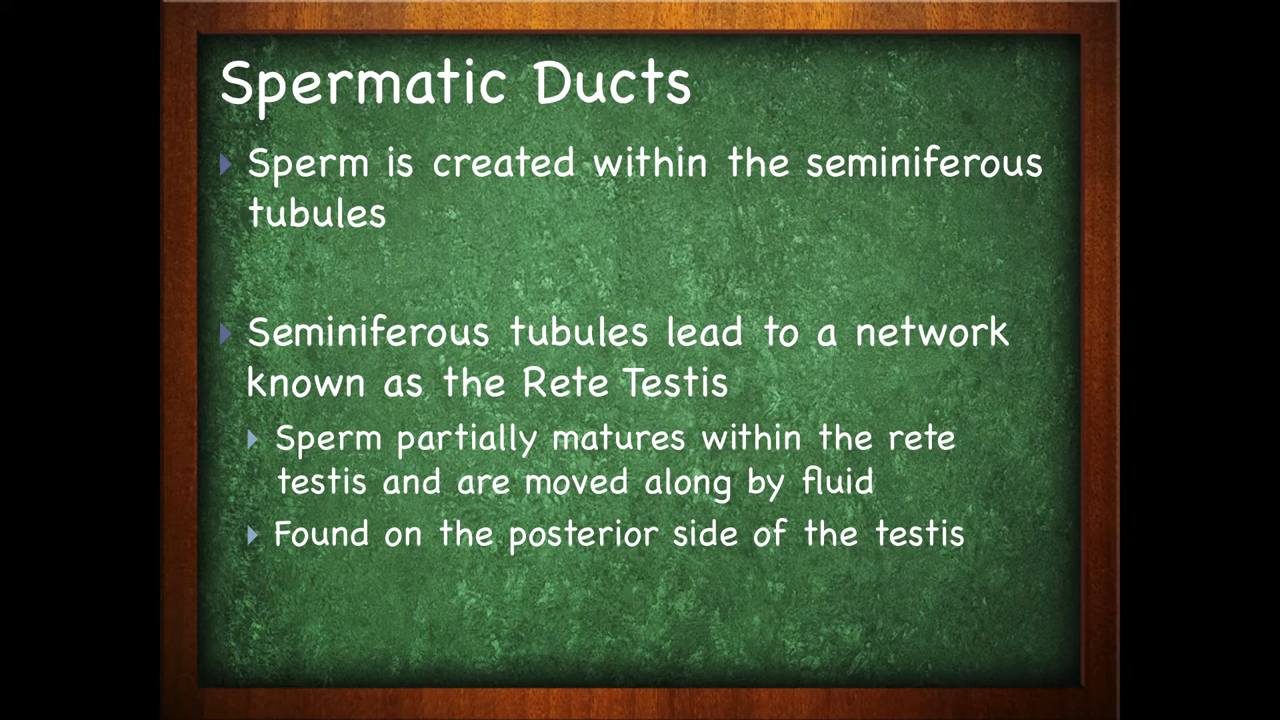 Spermatic Ducts
Sperm is created within the seminiferous
tubules
Seminiferous tubules lead to a network
known as the Rete Testis
Sperm partially matures within the rete
testis and are moved along by fluid
Found on the posterior side of the testis